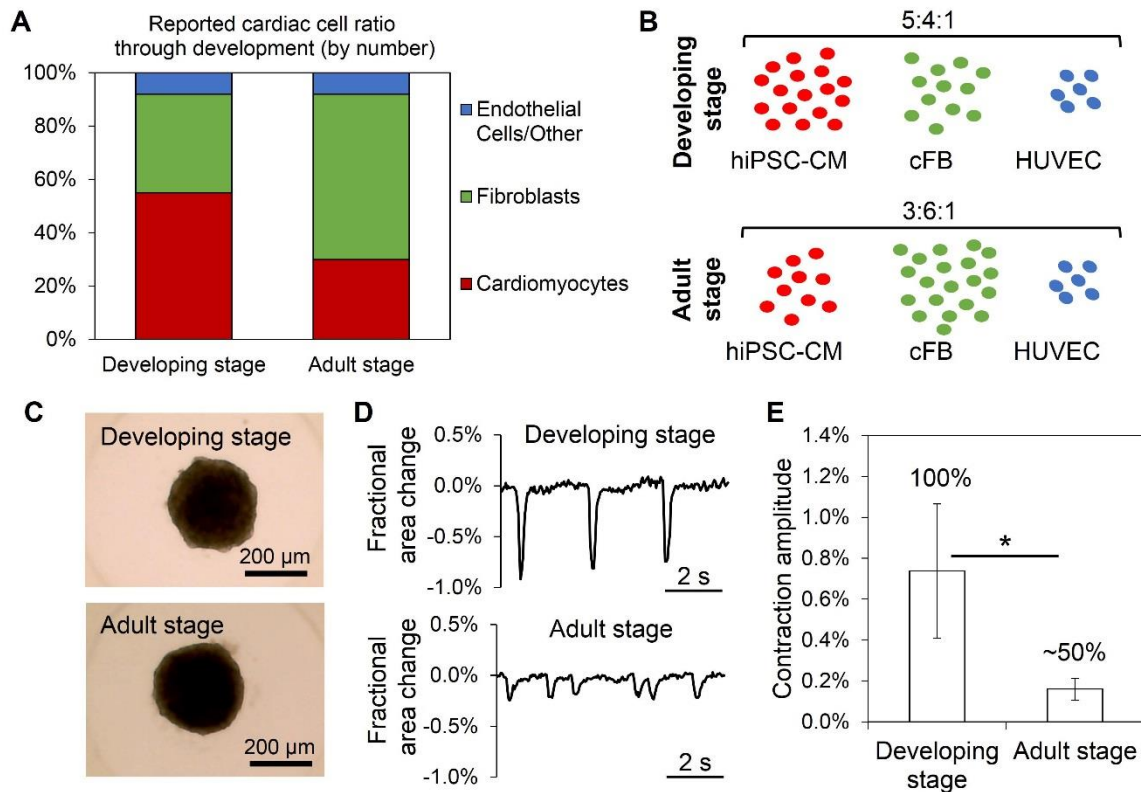 A
Reported cardiac cell ratio
through development (by number)
100%
80%
60%
40%
20%
0%
Developing stage
Adult stage
Endothelial
Cells/Other
Fibroblasts
Cardiomyocytes
B
Developing
stage
5:4:1
hiPSC-CM
cFB
HUVEC
Adult
stage
3:6:1
hiPSC-CM
cFB
HUVEC
C
Developing stage
200 µm
Adult stage
200 µm
D
Fractional
area change
0.5%
0.0%
-0.5%
-1.0%
Developing stage
2 s
Fractional
area change
0.5%
0.0%
-0.5%
-1.0%
Adult stage
2 s
E
Contraction amplitude
1.4%
1.2%
1.0%
0.8%
0.6%
0.4%
0.2%
0.0%
100%
*
~50%
Developing
stage
Adult stage